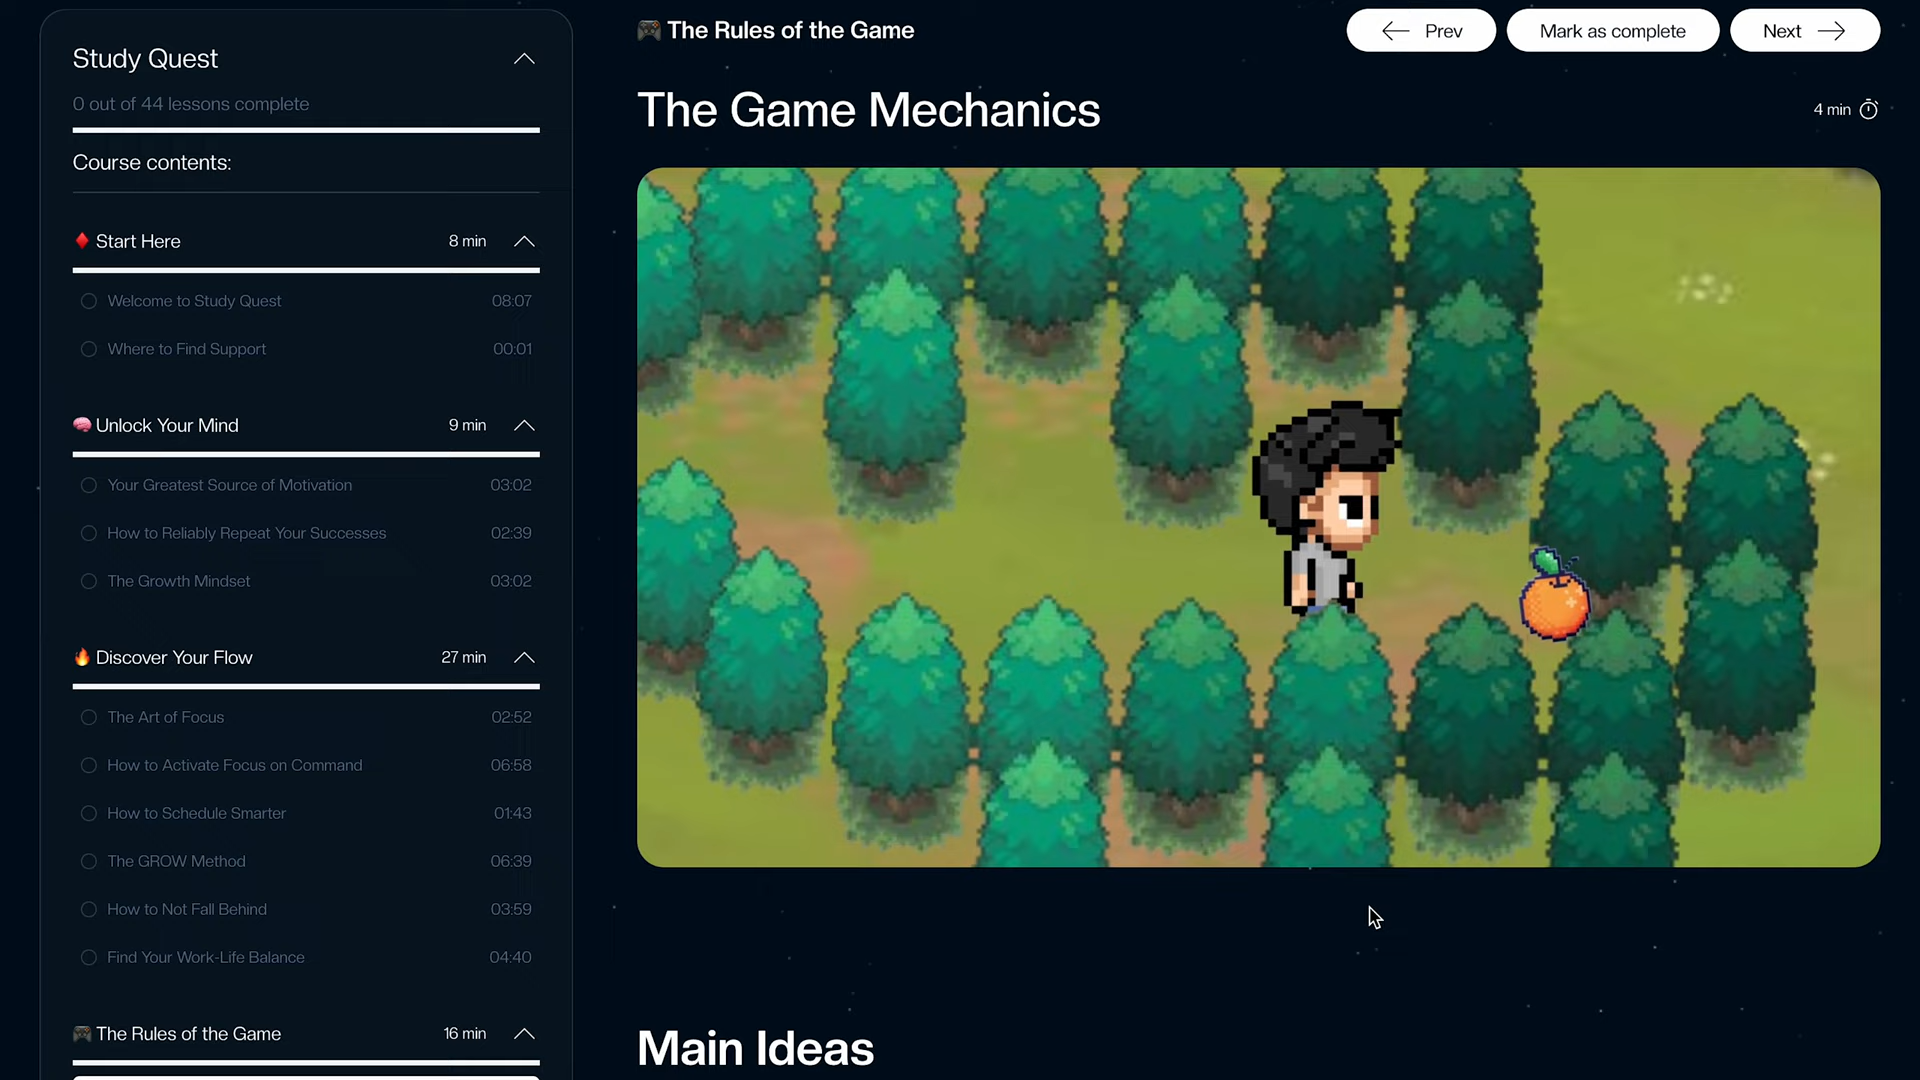 Study Quest
0 out of 44 lessons complete
Course contents:
Start Here 8 min
Welcome to Study Quest 08:07
Where to Find Support 00:01
Unlock Your Mind 9 min
Your Greatest Source of Motivation 03:02
How to Reliably Repeat Your Successes 02:39
The Growth Mindset 03:02
Discover Your Flow 27 min
The Art of Focus 02:52
How to Activate Focus on Command 06:58
How to Schedule Smarter 01:43
The GROW Method 06:39
How to Not Fall Behind 03:59
Find Your Work-Life Balance 04:40
The Rules of the Game 16 min
The Rules of the Game
Prev
Mark as complete
Next
The Game Mechanics
4 min
Main Ideas